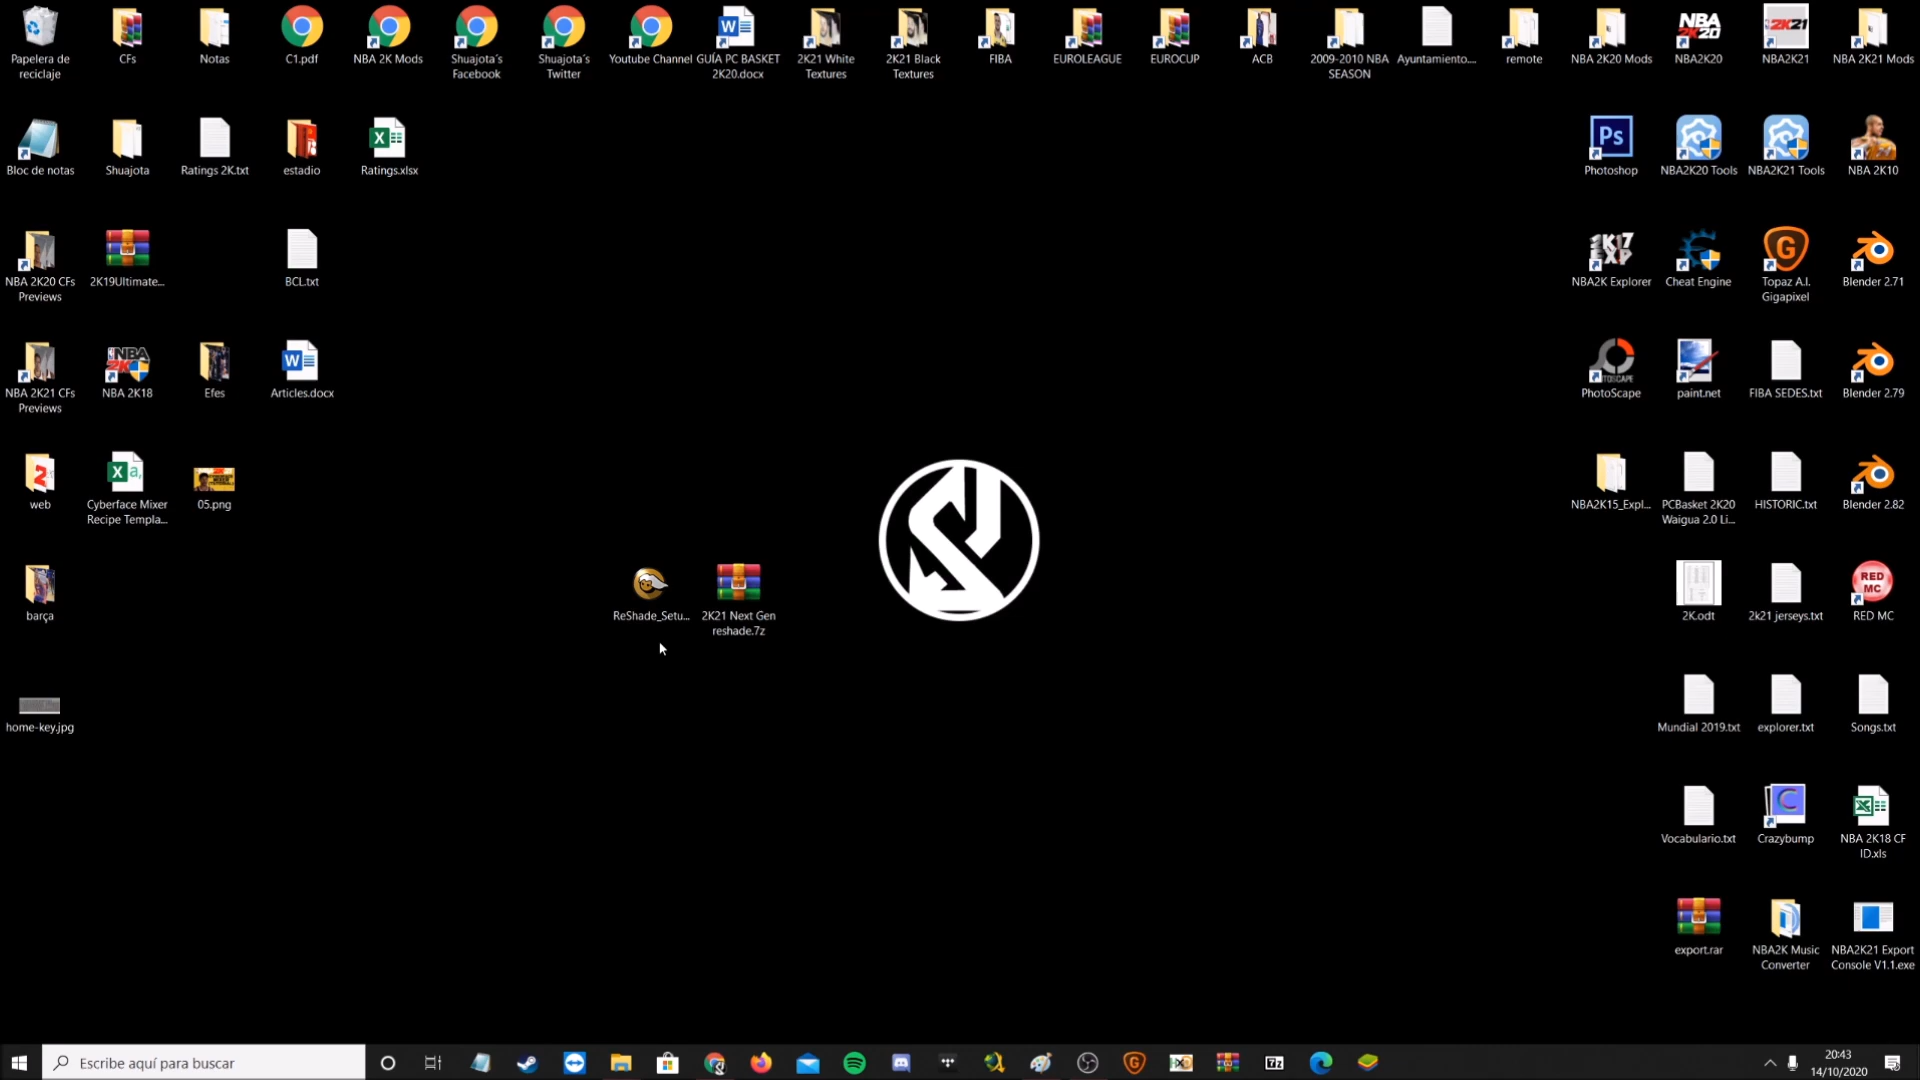 Papelera de
reciclaje
CFs
Notas
C1.pdf
NBA 2K Mods
Shuajota´s
Facebook
Shuajota´s
Twitter
Youtube Channel
GUÍA PC BASKET
2K20.docx
2K21 White
Textures
2K21 Black
Textures
FIBA
EUROLEAGUE
EUROCUP
ACB
2009-2010 NBA
SEASON
Ayuntamiento....
remote
NBA 2K20 Mods
NBA2K20
NBA2K21
NBA 2K21 Mods
Bloc de notas
Shuajota
Ratings 2K.txt
estadio
Ratings.xlsx
Photoshop
NBA2K20 Tools
NBA2K21 Tools
NBA 2K10
NBA 2K20 CFs
Previews
2K19Ultimate...
BCL.txt
NBA2K Explorer
Cheat Engine
Topaz A.I.
Gigapixel
Blender 2.71
NBA 2K21 CFs
Previews
NBA 2K18
Efes
Articles.docx
PhotoScape
paint.net
FIBA SEDES.txt
Blender 2.79
web
Cyberface Mixer
Recipe Templa...
05.png
NBA2K15_Expl...
PCBasket 2K20
Waigua 2.0 Li...
HISTORIC.txt
Blender 2.82
barça
ReShade_Setu...
2K21 Next Gen
reshade.7z
2K.odt
2k21 jerseys.txt
RED
MC
RED MC
home-key.jpg
Mundial 2019.txt
explorer.txt
Songs.txt
Vocabulario.txt
Crazybump
NBA 2K18 CF
ID.xls
export.rar
NBA2K Music
Converter
NBA2K21 Export
Console V1.1.exe
Escribe aquí para buscar
20:43
14/10/2020